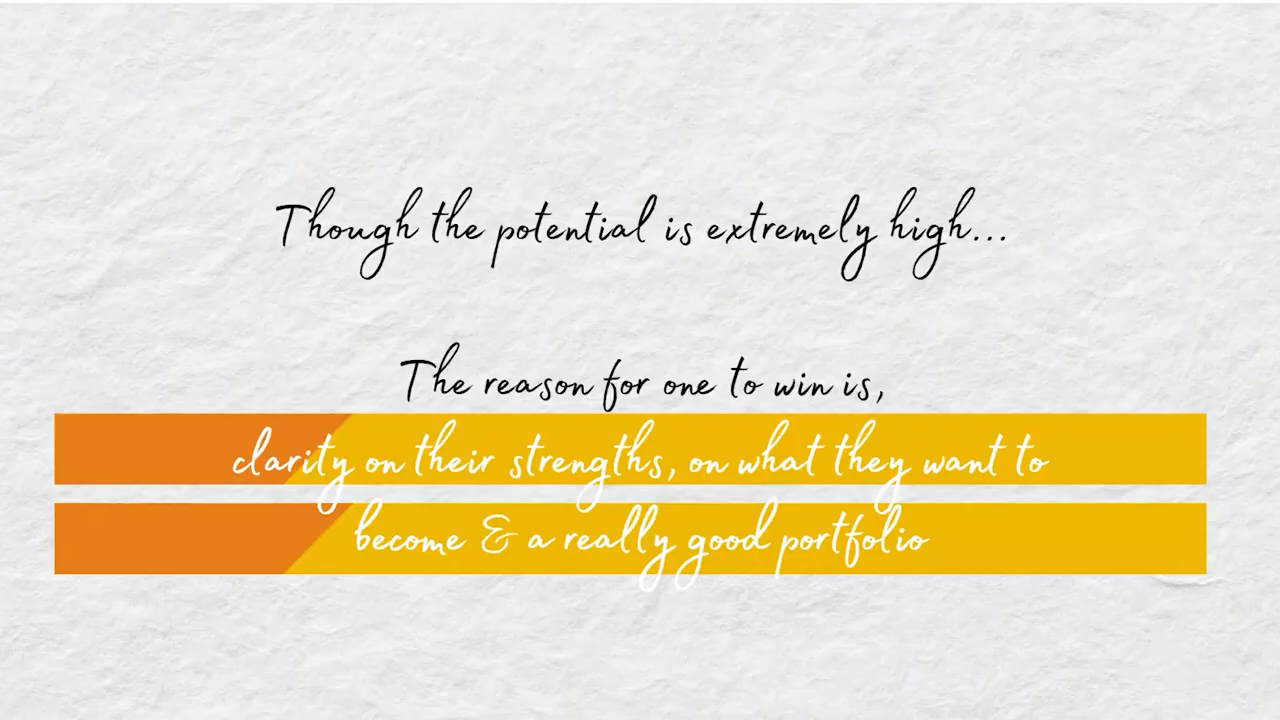 Though the potential is extremely high...
The reason for one to win is,
clarity on their strengths, on what they want to
become & a really good portfolio